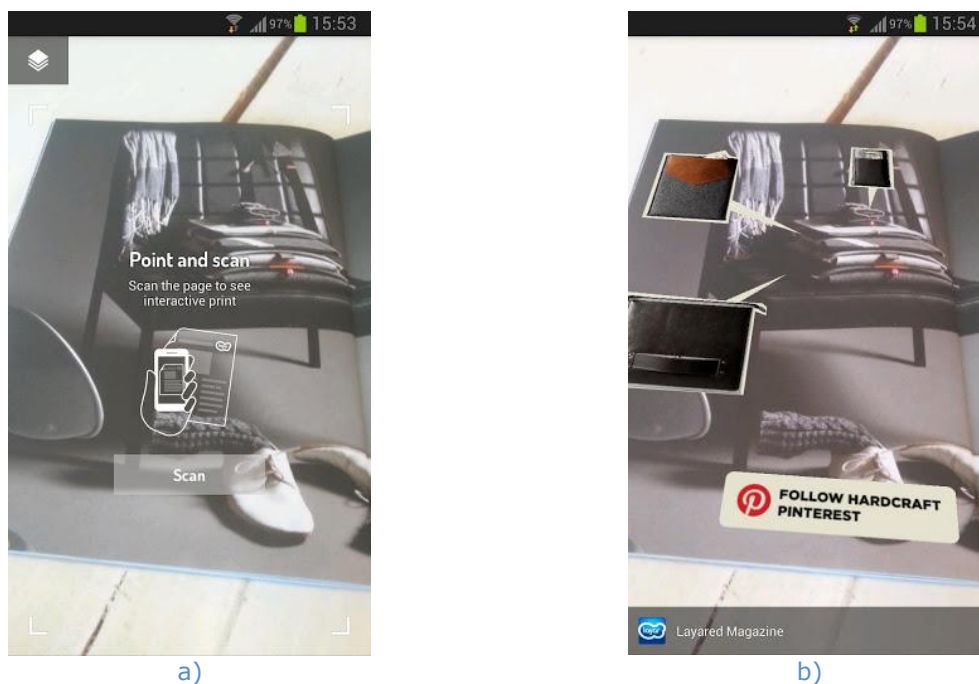 97% 15:53
Point and scan
Scan the page to see
interactive print
Scan
a)
97% 15:54
FOLLOW HARDCRAFT
PINTEREST
layar
Layared Magazine
b)